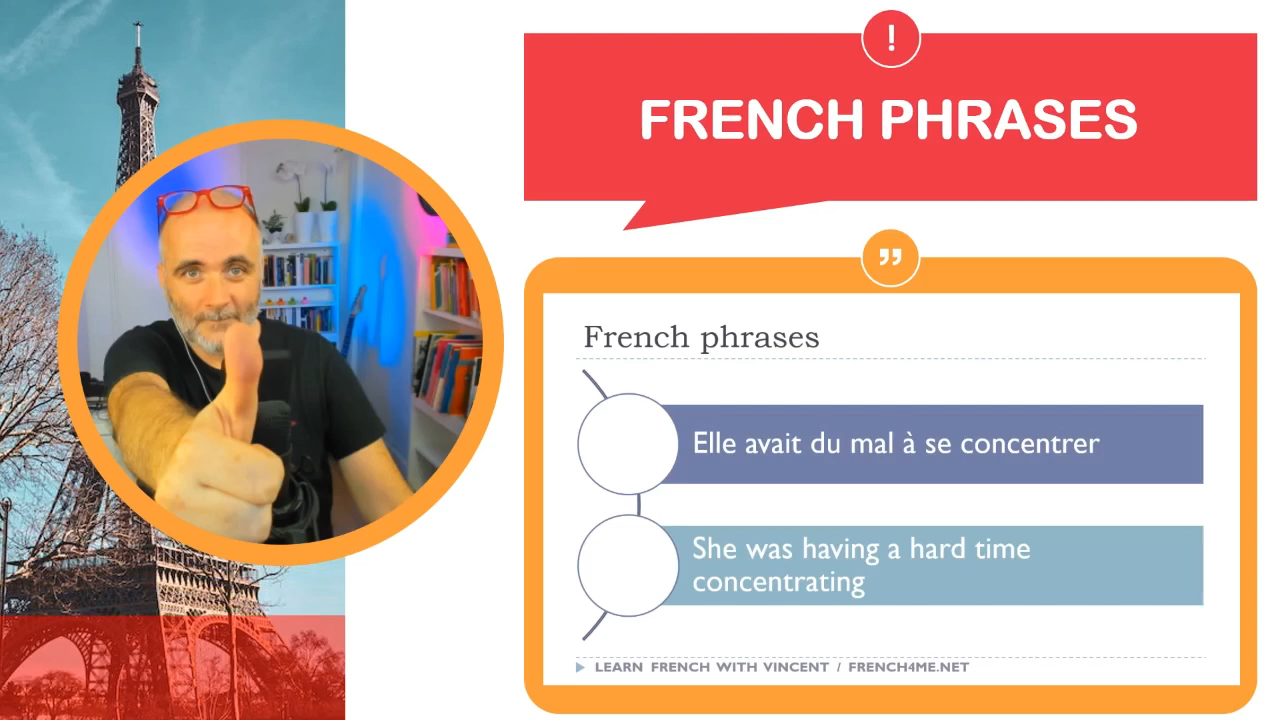 !
FRENCH PHRASES
”
French phrases
Elle avait du mal à se concentrer
She was having a hard time
concentrating
LEARN FRENCH WITH VINCENT / FRENCH4ME.NET